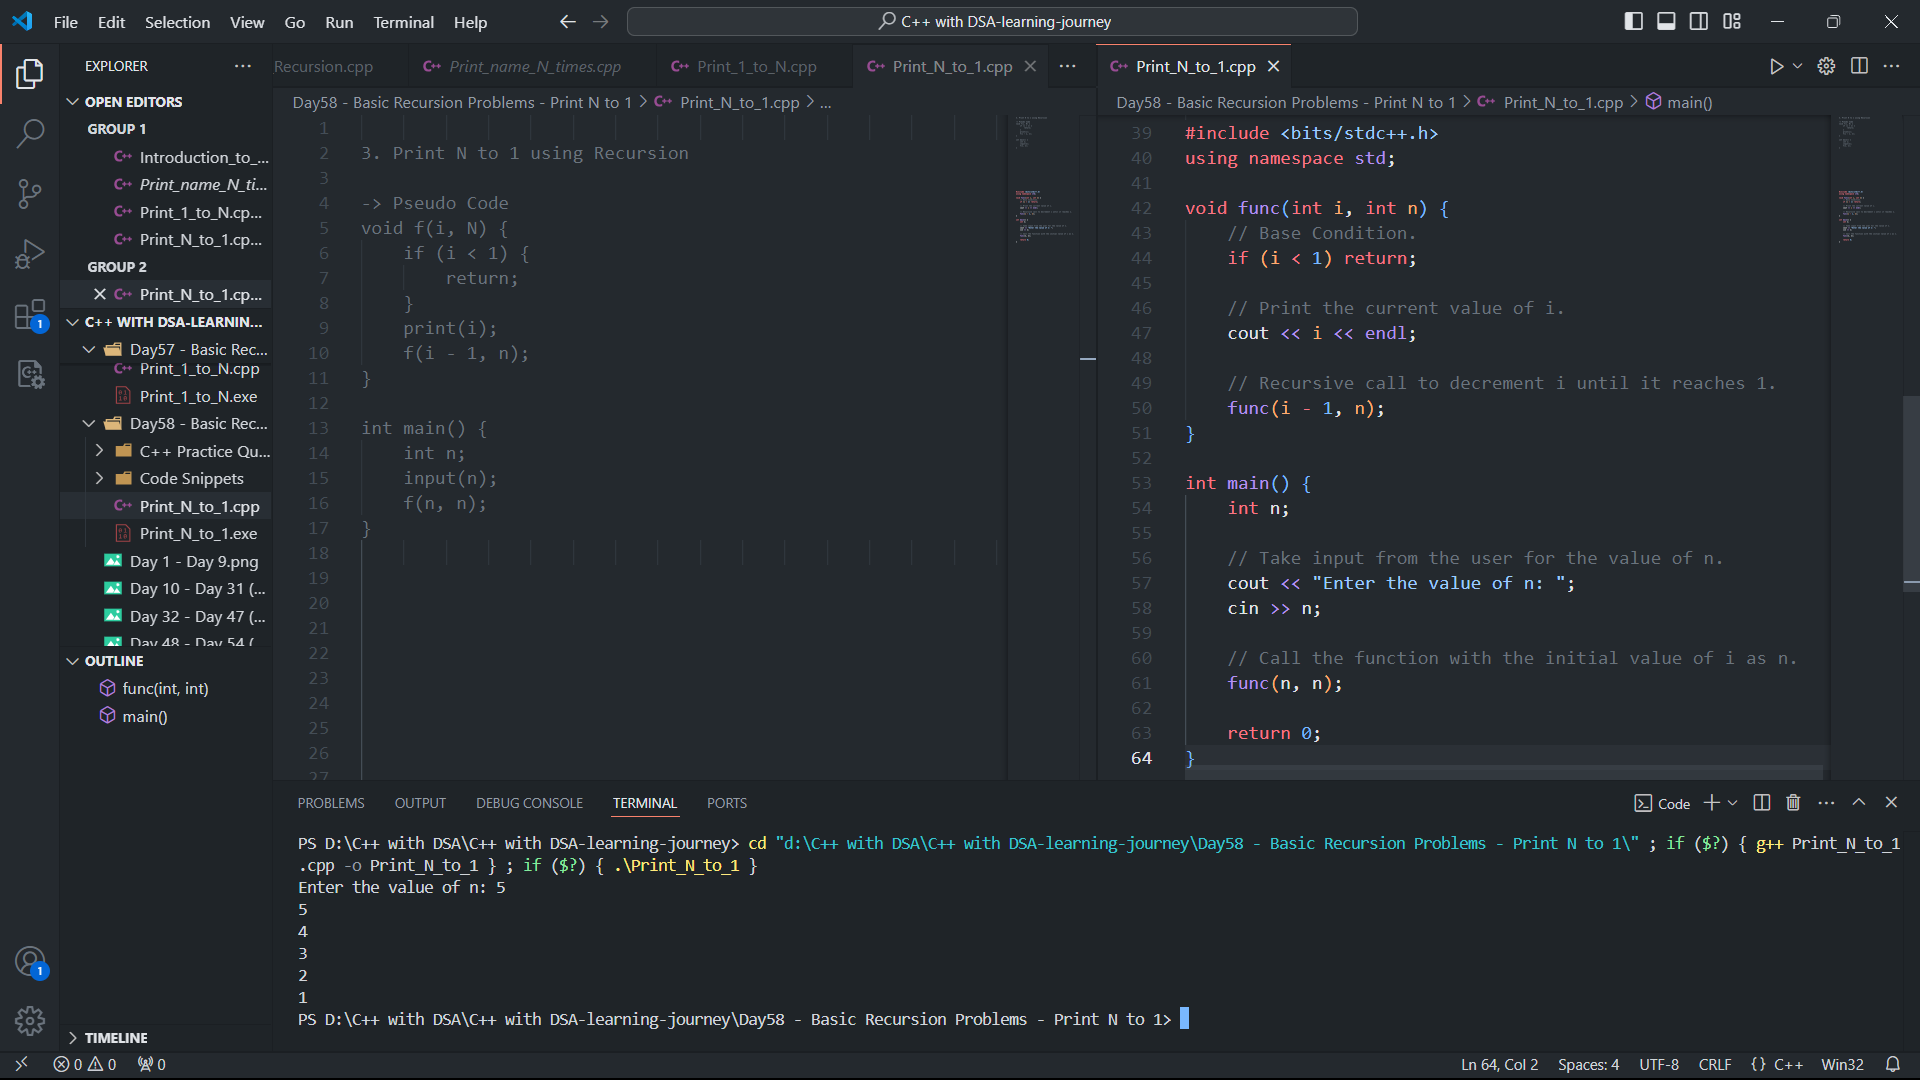 File Edit Selection View Go Run Terminal Help
C++ with DSA-learning-journey
EXPLORER
OPEN EDITORS
GROUP 1
Introduction_to_...
Print_name_N_ti...
Print_1_to_N.cp...
Print_N_to_1.cp...
GROUP 2
Print_N_to_1.cp...
C++ WITH DSA-LEARNIN...
Day57 - Basic Rec...
Print_1_to_N.cpp
Print_1_to_N.exe
Day58 - Basic Rec...
C++ Practice Qu...
Code Snippets
Print_N_to_1.cpp
Print_N_to_1.exe
Day 1 - Day 9.png
Day 10 - Day 31 (...
Day 32 - Day 47 (...
Day 48 - Day 54 (
OUTLINE
func(int, int)
main()
TIMELINE
Recursion.cpp
Print_name_N_times.cpp
Print_1_to_N.cpp
Print_N_to_1.cpp
Day58 - Basic Recursion Problems - Print N to 1 > Print_N_to_1.cpp > ...
1
2 3. Print N to 1 using Recursion
3
4 -> Pseudo Code
5 void f(i, N) {
6 if (i < 1) {
7 return;
8 }
9 print(i);
10 f(i - 1, n);
11 }
12
13 int main() {
14 int n;
15 input(n);
16 f(n, n);
17 }
18
19
20
21
22
23
24
25
26
27
Print_N_to_1.cpp
Day58 - Basic Recursion Problems - Print N to 1 > Print_N_to_1.cpp > main()
39 #include <bits/stdc++.h>
40 using namespace std;
41
42 void func(int i, int n) {
43 // Base Condition.
44 if (i < 1) return;
45
46 // Print the current value of i.
47 cout << i << endl;
48
49 // Recursive call to decrement i until it reaches 1.
50 func(i - 1, n);
51 }
52
53 int main() {
54 int n;
55
56 // Take input from the user for the value of n.
57 cout << "Enter the value of n: ";
58 cin >> n;
59
60 // Call the function with the initial value of i as n.
61 func(n, n);
62
63 return 0;
64 }
PROBLEMS OUTPUT DEBUG CONSOLE TERMINAL PORTS
Code
PS D:\C++ with DSA\C++ with DSA-learning-journey> cd "d:\C++ with DSA\C++ with DSA-learning-journey\Day58 - Basic Recursion Problems - Print N to 1\" ; if ($?) { g++ Print_N_to_1
.cpp -o Print_N_to_1 } ; if ($?) { .\Print_N_to_1 }
Enter the value of n: 5
5
4
3
2
1
PS D:\C++ with DSA\C++ with DSA-learning-journey\Day58 - Basic Recursion Problems - Print N to 1>
1
1
0 0 0
Ln 64, Col 2 Spaces: 4 UTF-8 CRLF {} C++ Win32